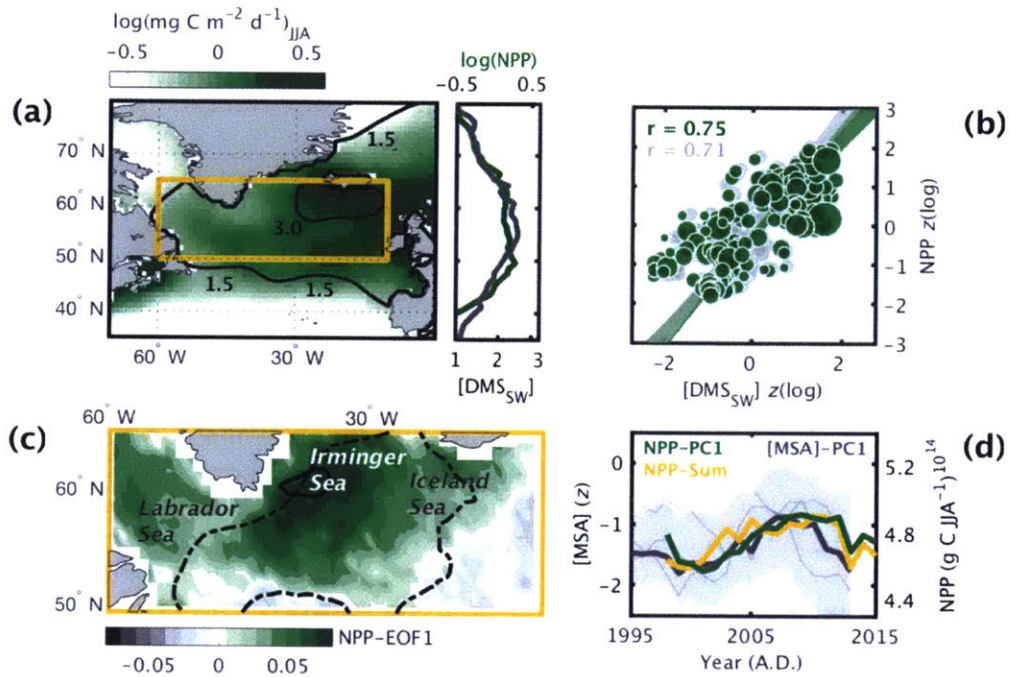 log(mg C m⁻² d⁻¹)JJA
−0.5 0 0.5
log(NPP)
−0.5 0.5
(a)
70° N
60° N
50° N
40° N
1.5
3.0
1.5
1.5
60° W
30° W
1 2 3
[DMS_SW]
(b)
r = 0.75
r = 0.71
3
2
1
0
-1
-2
-3
NPP z(log)
−2 0 2
[DMS_SW] z(log)
(c)
60° W
30° W
60° N
50° N
Labrador
Sea
Irminger
Sea
Iceland
Sea
NPP−EOF1
-0.05 0 0.05
(d)
NPP−PC1
[MSA]−PC1
NPP−Sum
0
−1
−2
[MSA] (z)
5.2
4.8
4.4
NPP (g C JJA⁻¹)10¹⁴
1995 2005 2015
Year (A.D.)